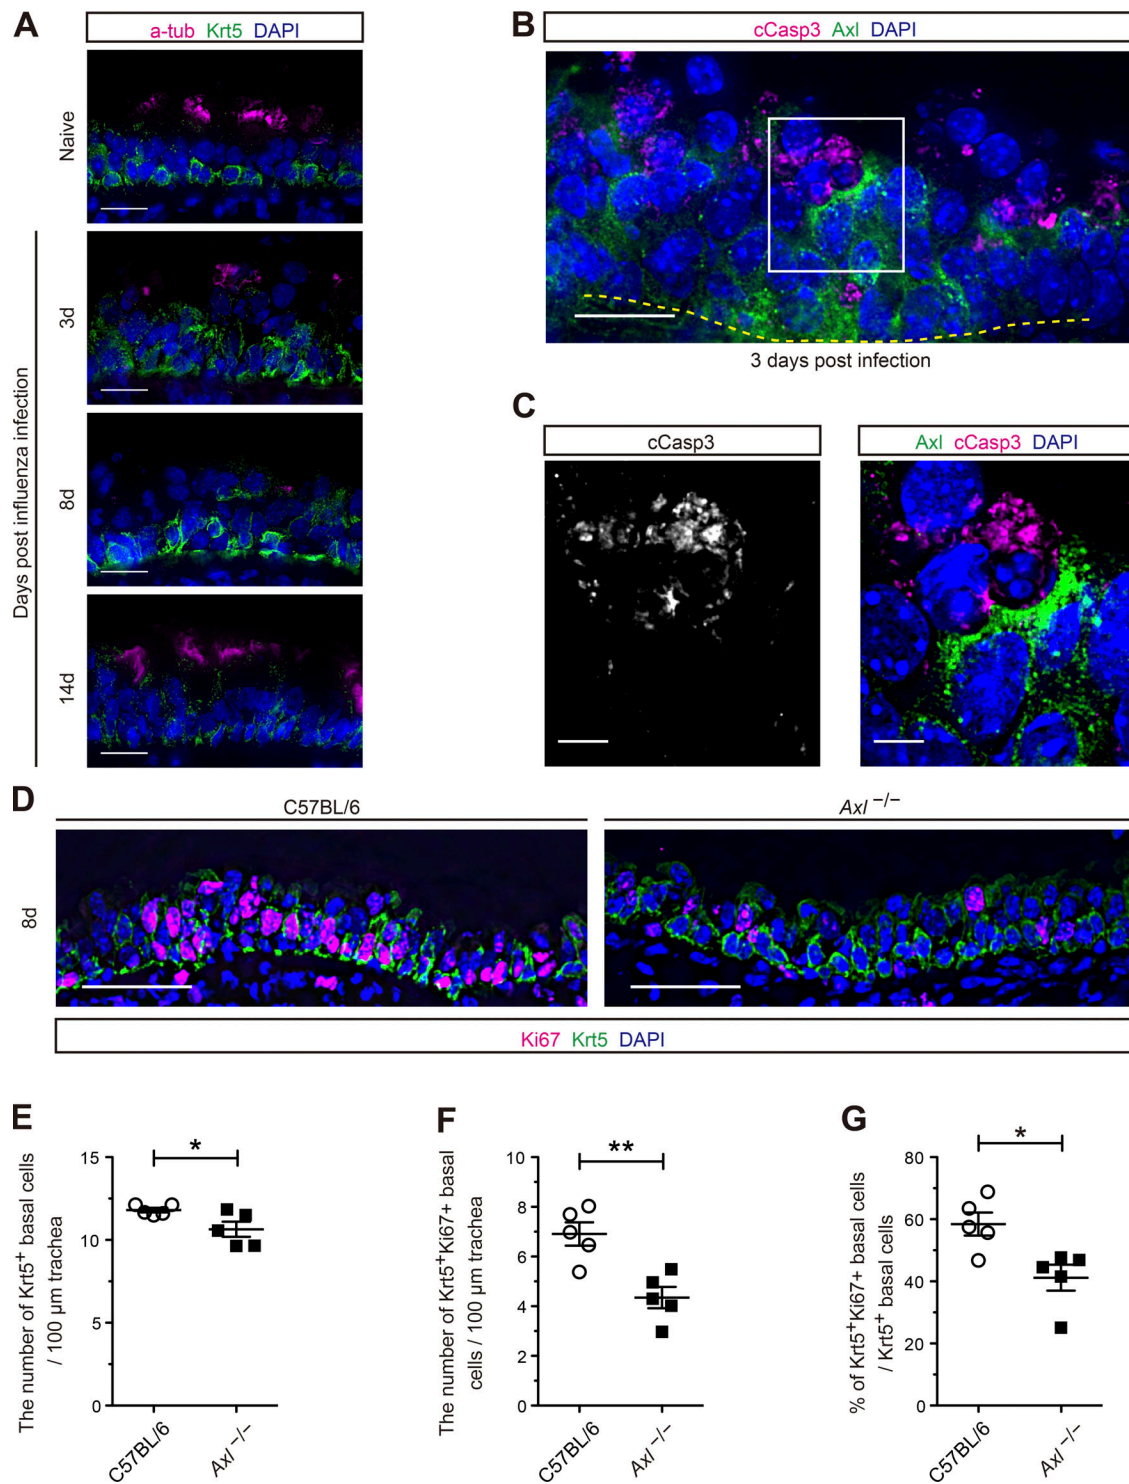 A
a-tub Krt5 DAPI
Naive
Days post influenza infection
3d
8d
14d
B
cCasp3 Axl DAPI
3 days post infection
C
cCasp3
Axl cCasp3 DAPI
D
C57BL/6
Axl −/−
8d
Ki67 Krt5 DAPI
E
The number of Krt5+ basal cells
/ 100 µm trachea
15
10
5
0
*
C57BL/6
Axl −/−
F
The number of Krt5+Ki67+ basal
cells / 100 µm trachea
10
8
6
4
2
0
**
C57BL/6
Axl −/−
G
% of Krt5+Ki67+ basal cells
/ Krt5+ basal cells
80
60
40
20
0
*
C57BL/6
Axl −/−